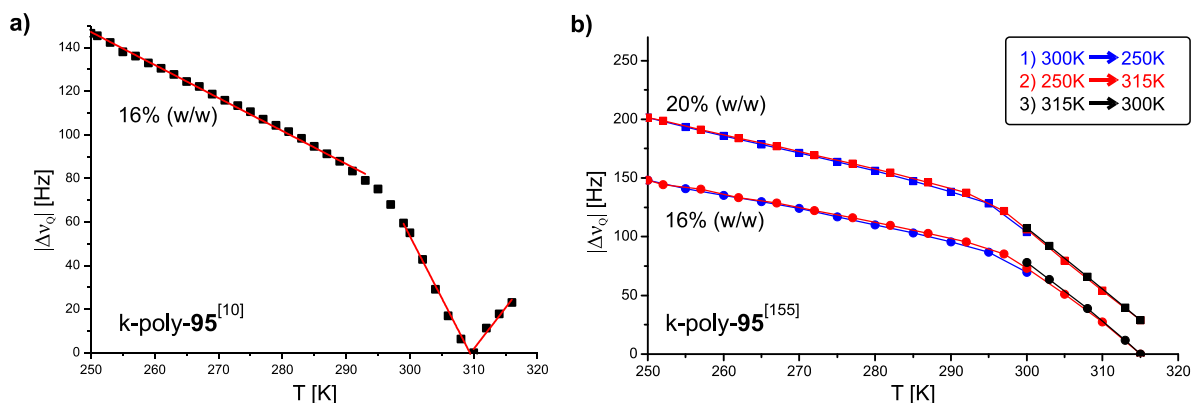 a)
|Δν_Q| [Hz]
140
120
100
80
60
40
20
0
16% (w/w)
k-poly-95[10]
250 260 270 280 290 300 310 320
T [K]
b)
|Δν_Q| [Hz]
250
200
150
100
50
0
1) 300K → 250K
2) 250K → 315K
3) 315K → 300K
20% (w/w)
16% (w/w)
k-poly-95[155]
250 260 270 280 290 300 310 320
T [K]